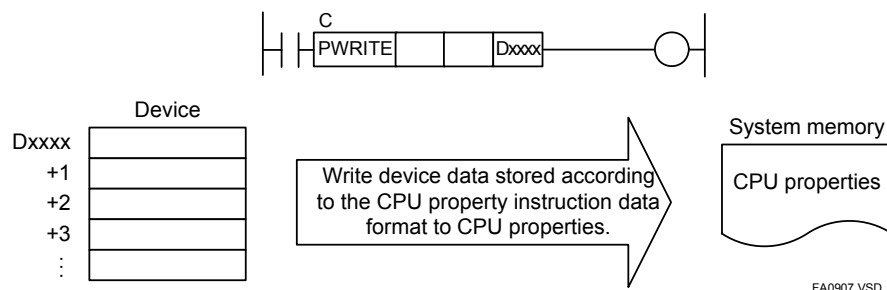 C
PWRITE
Dxxxx
Device
Dxxxx
+1
+2
+3
Write device data stored according
to the CPU property instruction data
format to CPU properties.
System memory
CPU properties
FA0907.VSD